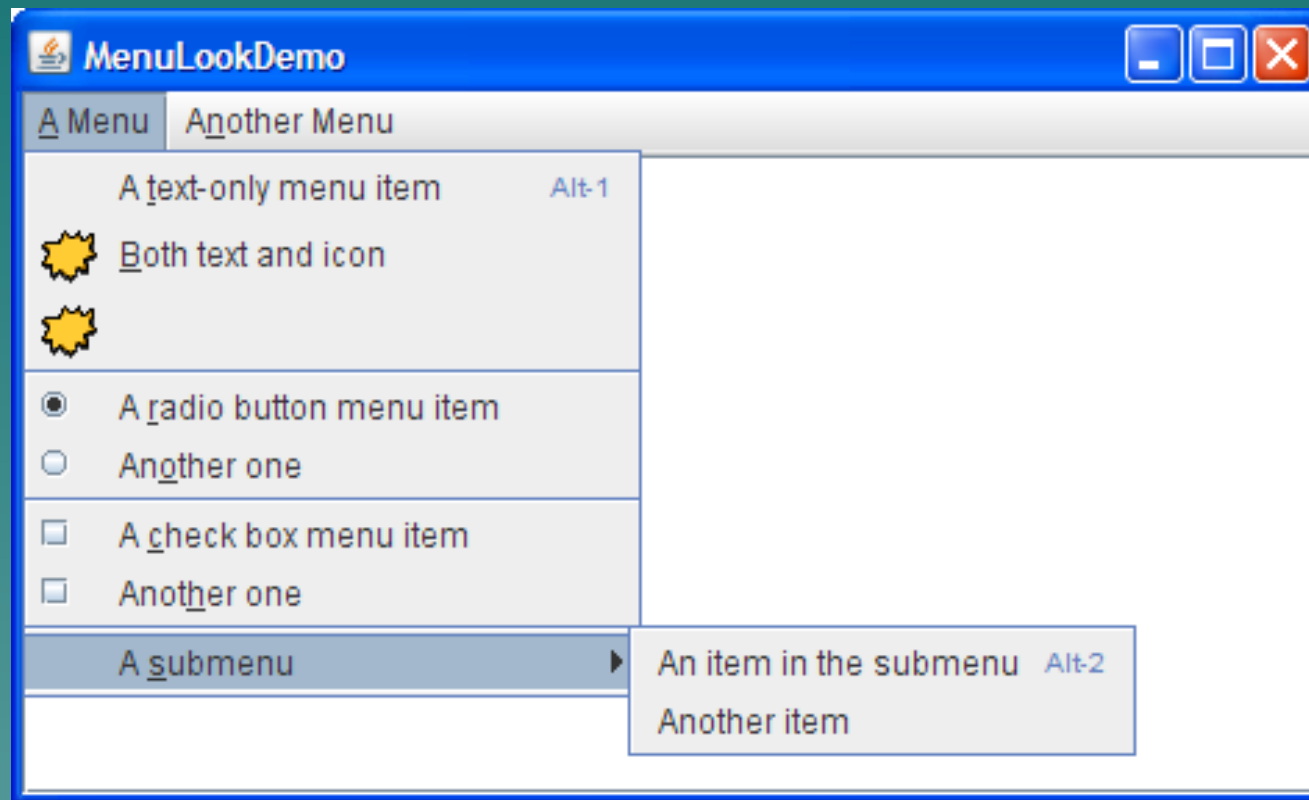 MenuLookDemo
A Menu Another Menu
A text-only menu item Alt-1
Both text and icon
A radio button menu item
Another one
A check box menu item
Another one
A submenu
An item in the submenu Alt-2
Another item